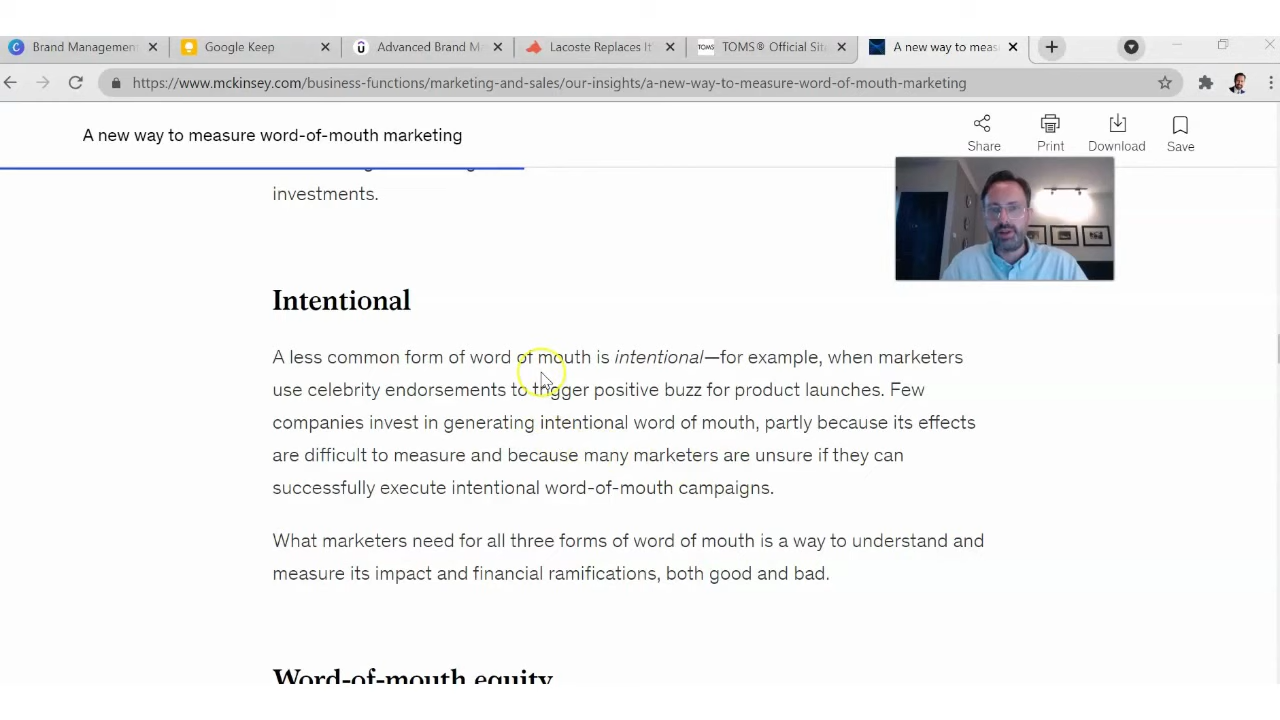 Brand Management
Google Keep
Advanced Brand M
Lacoste Replaces It
TOMS
TOMS® Official Sit
A new way to meas
https://www.mckinsey.com/business-functions/marketing-and-sales/our-insights/a-new-way-to-measure-word-of-mouth-marketing
A new way to measure word-of-mouth marketing
Share
Print
Download
Save
investments.
Intentional
A less common form of word of mouth is intentional—for example, when marketers
use celebrity endorsements to trigger positive buzz for product launches. Few
companies invest in generating intentional word of mouth, partly because its effects
are difficult to measure and because many marketers are unsure if they can
successfully execute intentional word-of-mouth campaigns.
What marketers need for all three forms of word of mouth is a way to understand and
measure its impact and financial ramifications, both good and bad.
Word-of-mouth equity